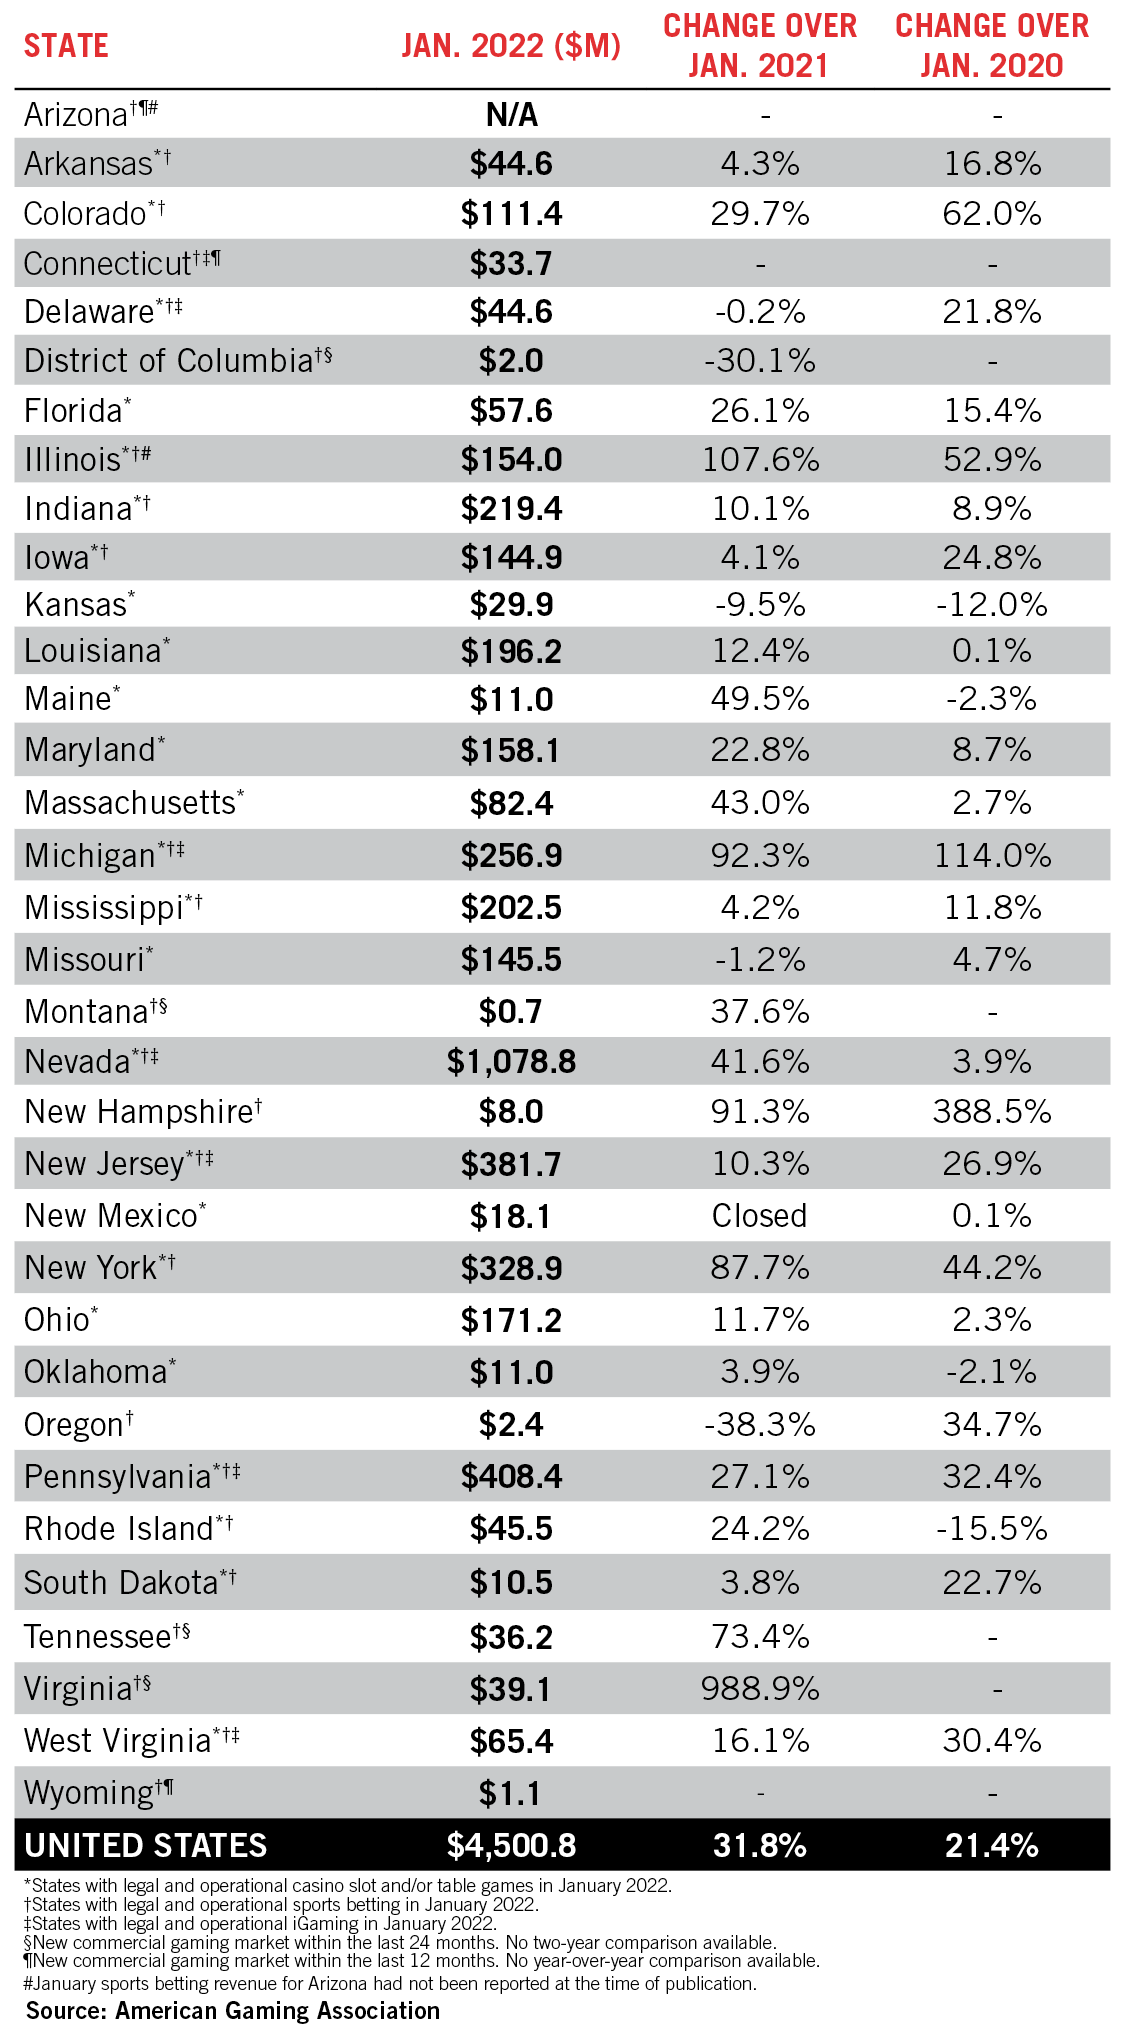 STATE JAN. 2022 ($M) CHANGE OVER JAN. 2021 CHANGE OVER JAN. 2020
Arizona†¶# N/A - -
Arkansas*† $44.6 4.3% 16.8%
Colorado*† $111.4 29.7% 62.0%
Connecticut†‡¶ $33.7 - -
Delaware*†‡ $44.6 -0.2% 21.8%
District of Columbia†§ $2.0 -30.1% -
Florida* $57.6 26.1% 15.4%
Illinois*†# $154.0 107.6% 52.9%
Indiana*† $219.4 10.1% 8.9%
Iowa*† $144.9 4.1% 24.8%
Kansas* $29.9 -9.5% -12.0%
Louisiana* $196.2 12.4% 0.1%
Maine* $11.0 49.5% -2.3%
Maryland* $158.1 22.8% 8.7%
Massachusetts* $82.4 43.0% 2.7%
Michigan*†‡ $256.9 92.3% 114.0%
Mississippi*† $202.5 4.2% 11.8%
Missouri* $145.5 -1.2% 4.7%
Montana†§ $0.7 37.6% -
Nevada*†‡ $1,078.8 41.6% 3.9%
New Hampshire† $8.0 91.3% 388.5%
New Jersey*†‡ $381.7 10.3% 26.9%
New Mexico* $18.1 Closed 0.1%
New York*† $328.9 87.7% 44.2%
Ohio* $171.2 11.7% 2.3%
Oklahoma* $11.0 3.9% -2.1%
Oregon† $2.4 -38.3% 34.7%
Pennsylvania*†‡ $408.4 27.1% 32.4%
Rhode Island*† $45.5 24.2% -15.5%
South Dakota*† $10.5 3.8% 22.7%
Tennessee†§ $36.2 73.4% -
Virginia†§ $39.1 988.9% -
West Virginia*†‡ $65.4 16.1% 30.4%
Wyoming†¶ $1.1 - -
UNITED STATES $4,500.8 31.8% 21.4%
*States with legal and operational casino slot and/or table games in January 2022.
†States with legal and operational sports betting in January 2022.
‡States with legal and operational iGaming in January 2022.
§New commercial gaming market within the last 24 months. No two-year comparison available.
¶New commercial gaming market within the last 12 months. No year-over-year comparison available.
#January sports betting revenue for Arizona had not been reported at the time of publication.
Source: American Gaming Association